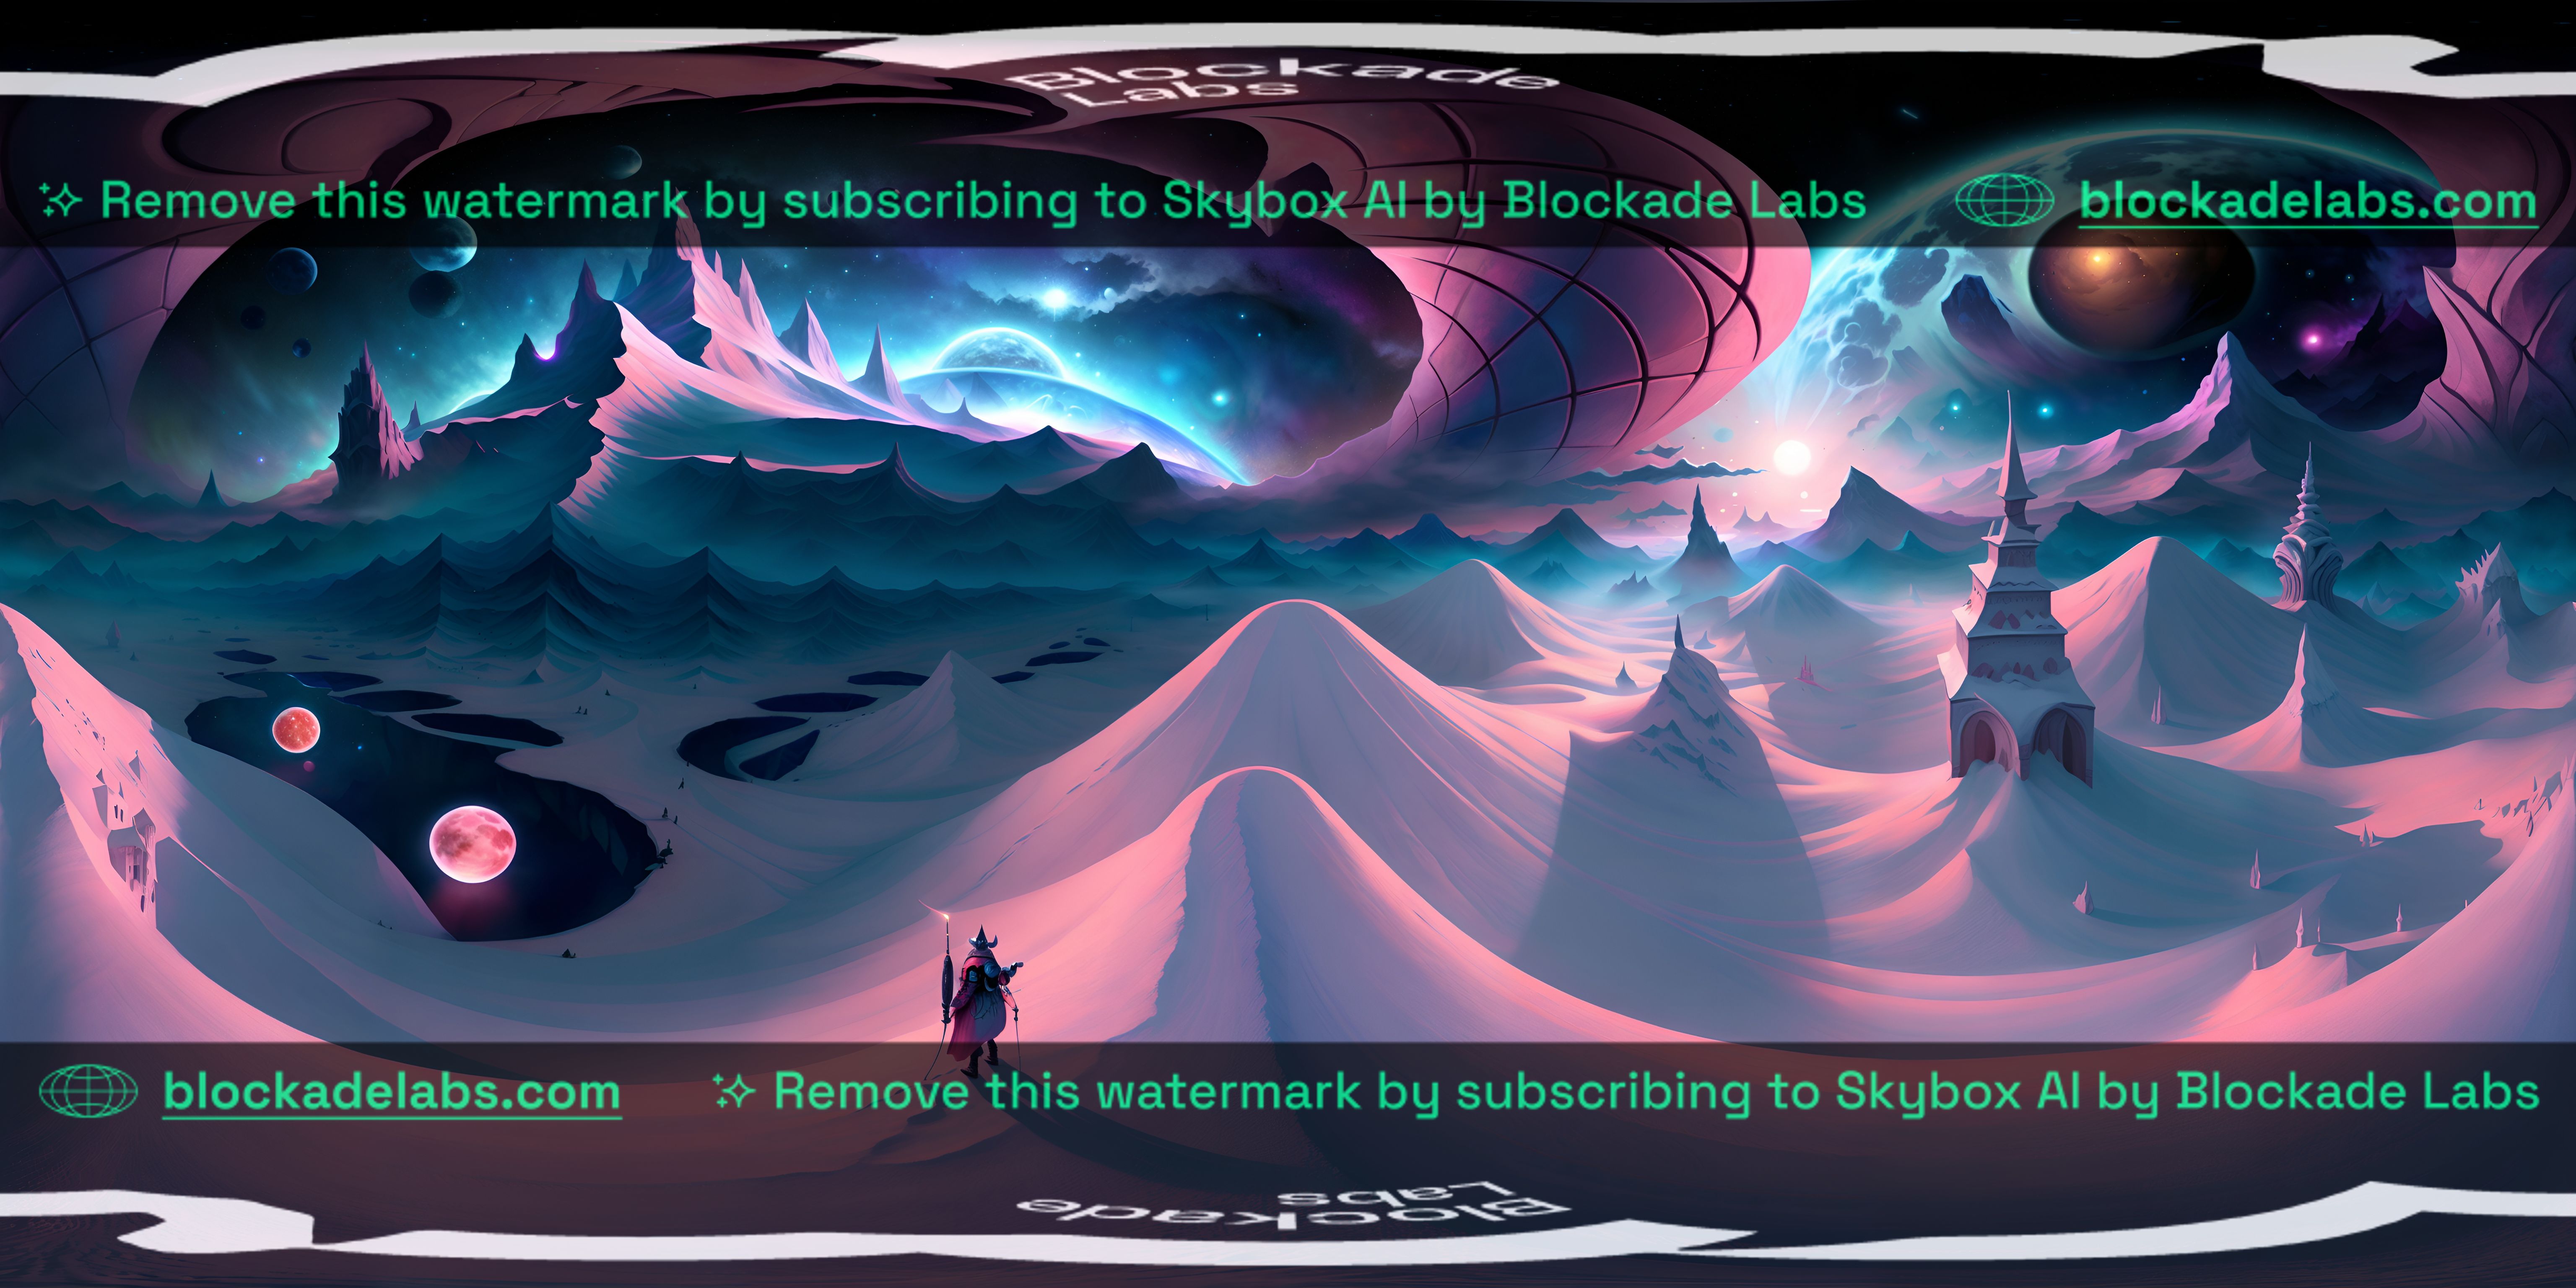 Blockade
Labs
Remove this watermark by subscribing to Skybox AI by Blockade Labs
blockadelabs.com
blockadelabs.com
Remove this watermark by subscribing to Skybox AI by Blockade Labs
Blockade
Labs